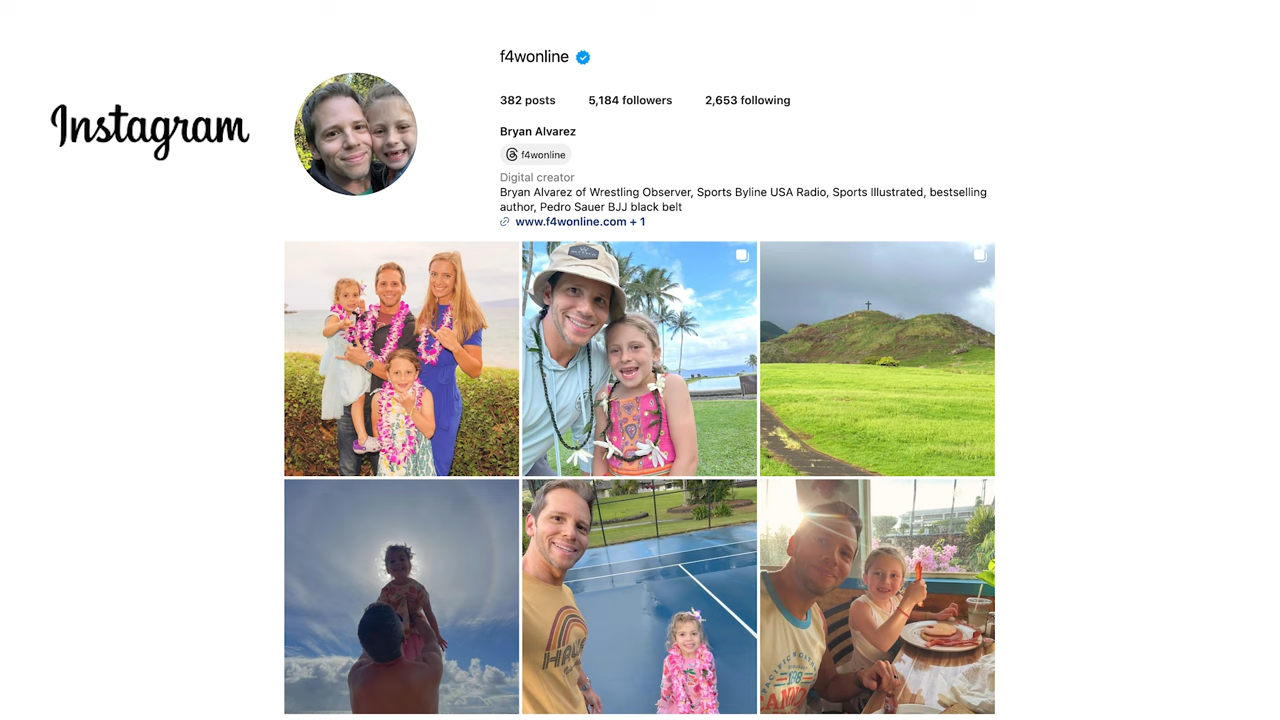 Instagram
f4wonline
382 posts 5,184 followers 2,653 following
Bryan Alvarez
f4wonline
Digital creator
Bryan Alvarez of Wrestling Observer, Sports Byline USA Radio, Sports Illustrated, bestselling
author, Pedro Sauer BJJ black belt
www.f4wonline.com + 1